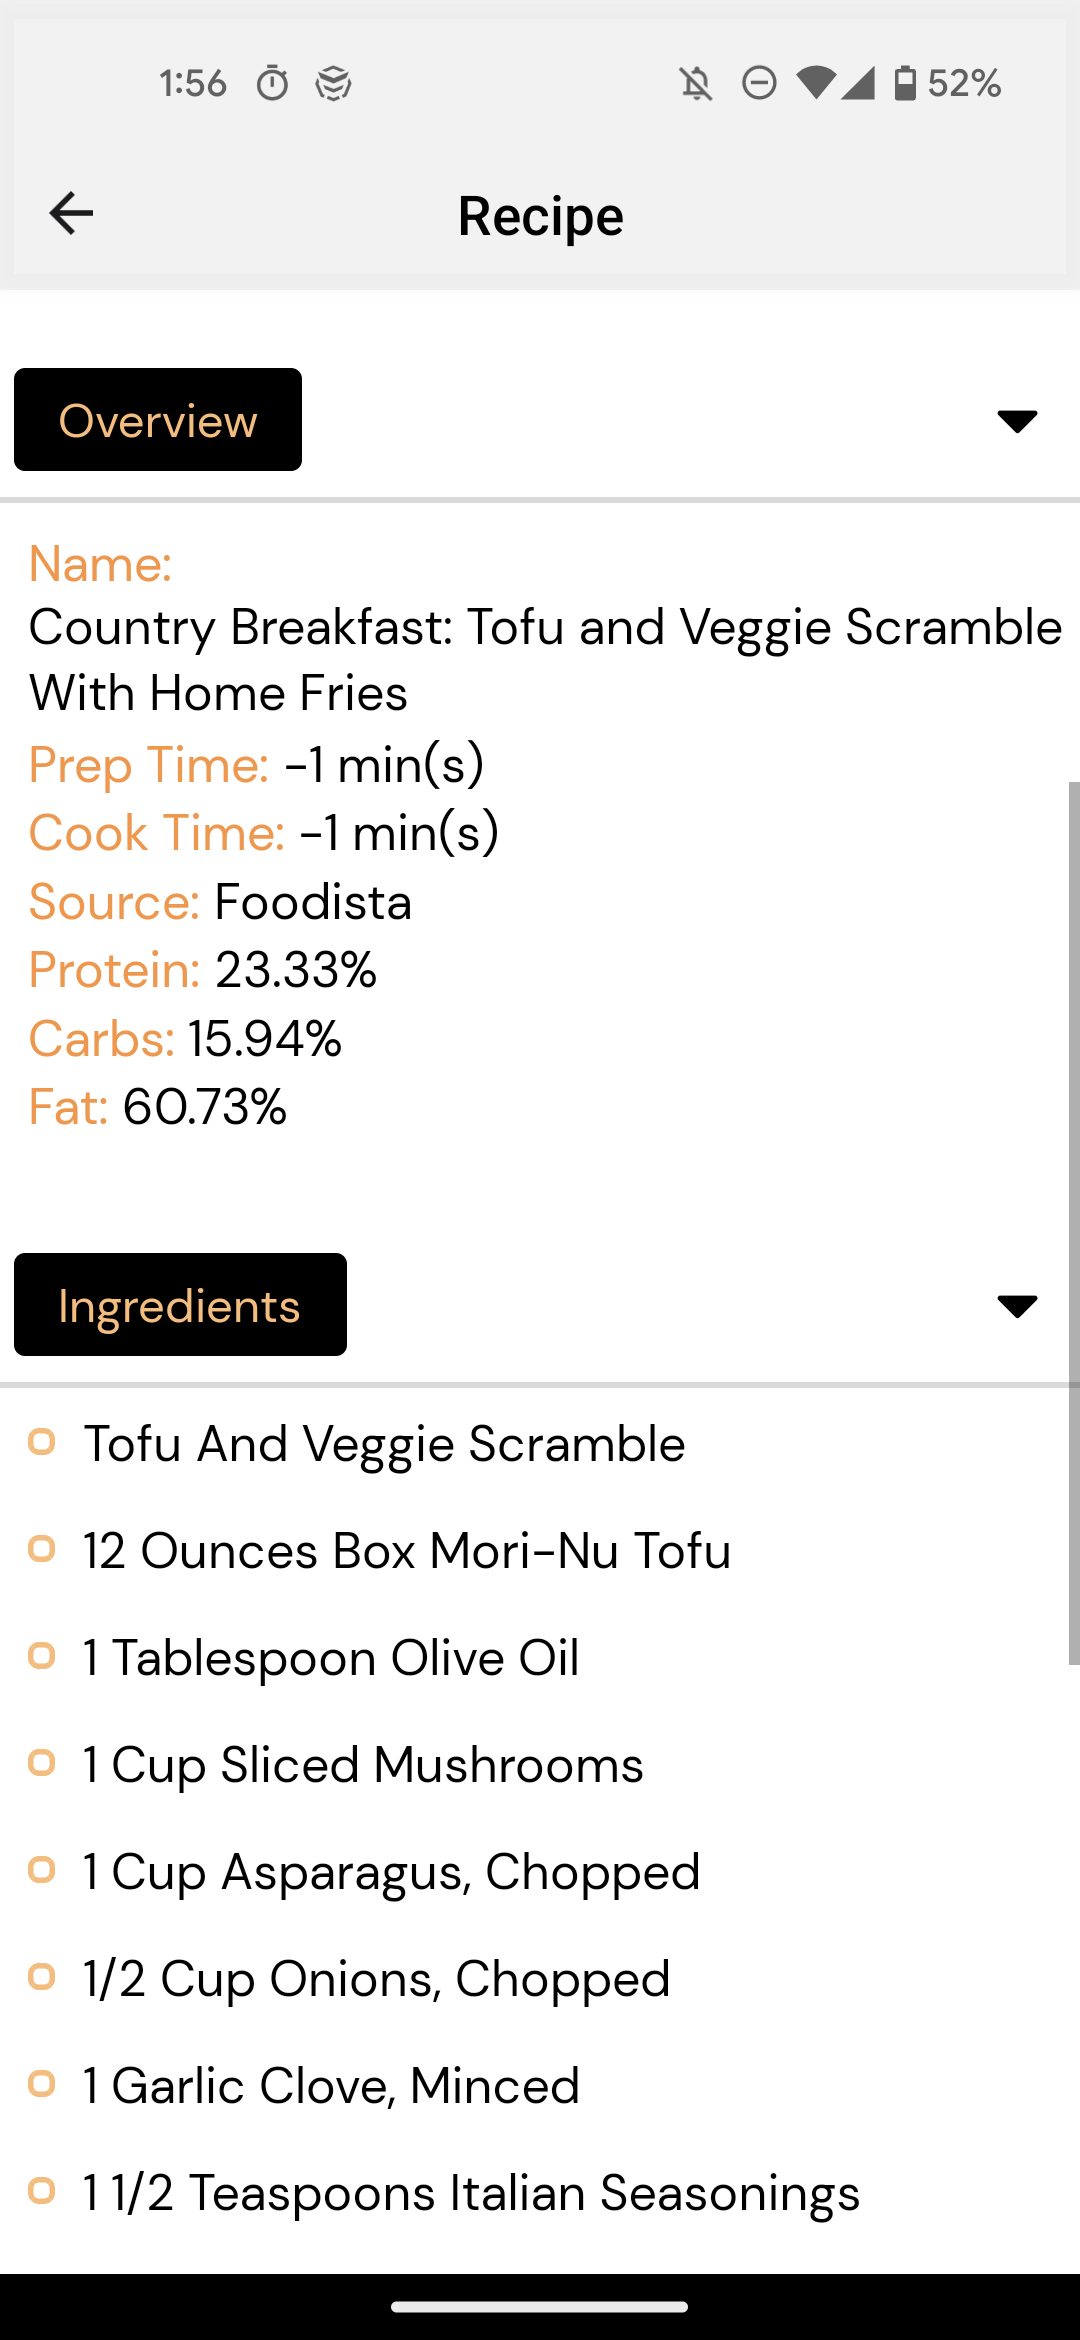 1:56
52%
Recipe
Overview
Name:
Country Breakfast: Tofu and Veggie Scramble
With Home Fries
Prep Time: -1 min(s)
Cook Time: -1 min(s)
Source: Foodista
Protein: 23.33%
Carbs: 15.94%
Fat: 60.73%
Ingredients
Tofu And Veggie Scramble
12 Ounces Box Mori-Nu Tofu
1 Tablespoon Olive Oil
1 Cup Sliced Mushrooms
1 Cup Asparagus, Chopped
1/2 Cup Onions, Chopped
1 Garlic Clove, Minced
1 1/2 Teaspoons Italian Seasonings